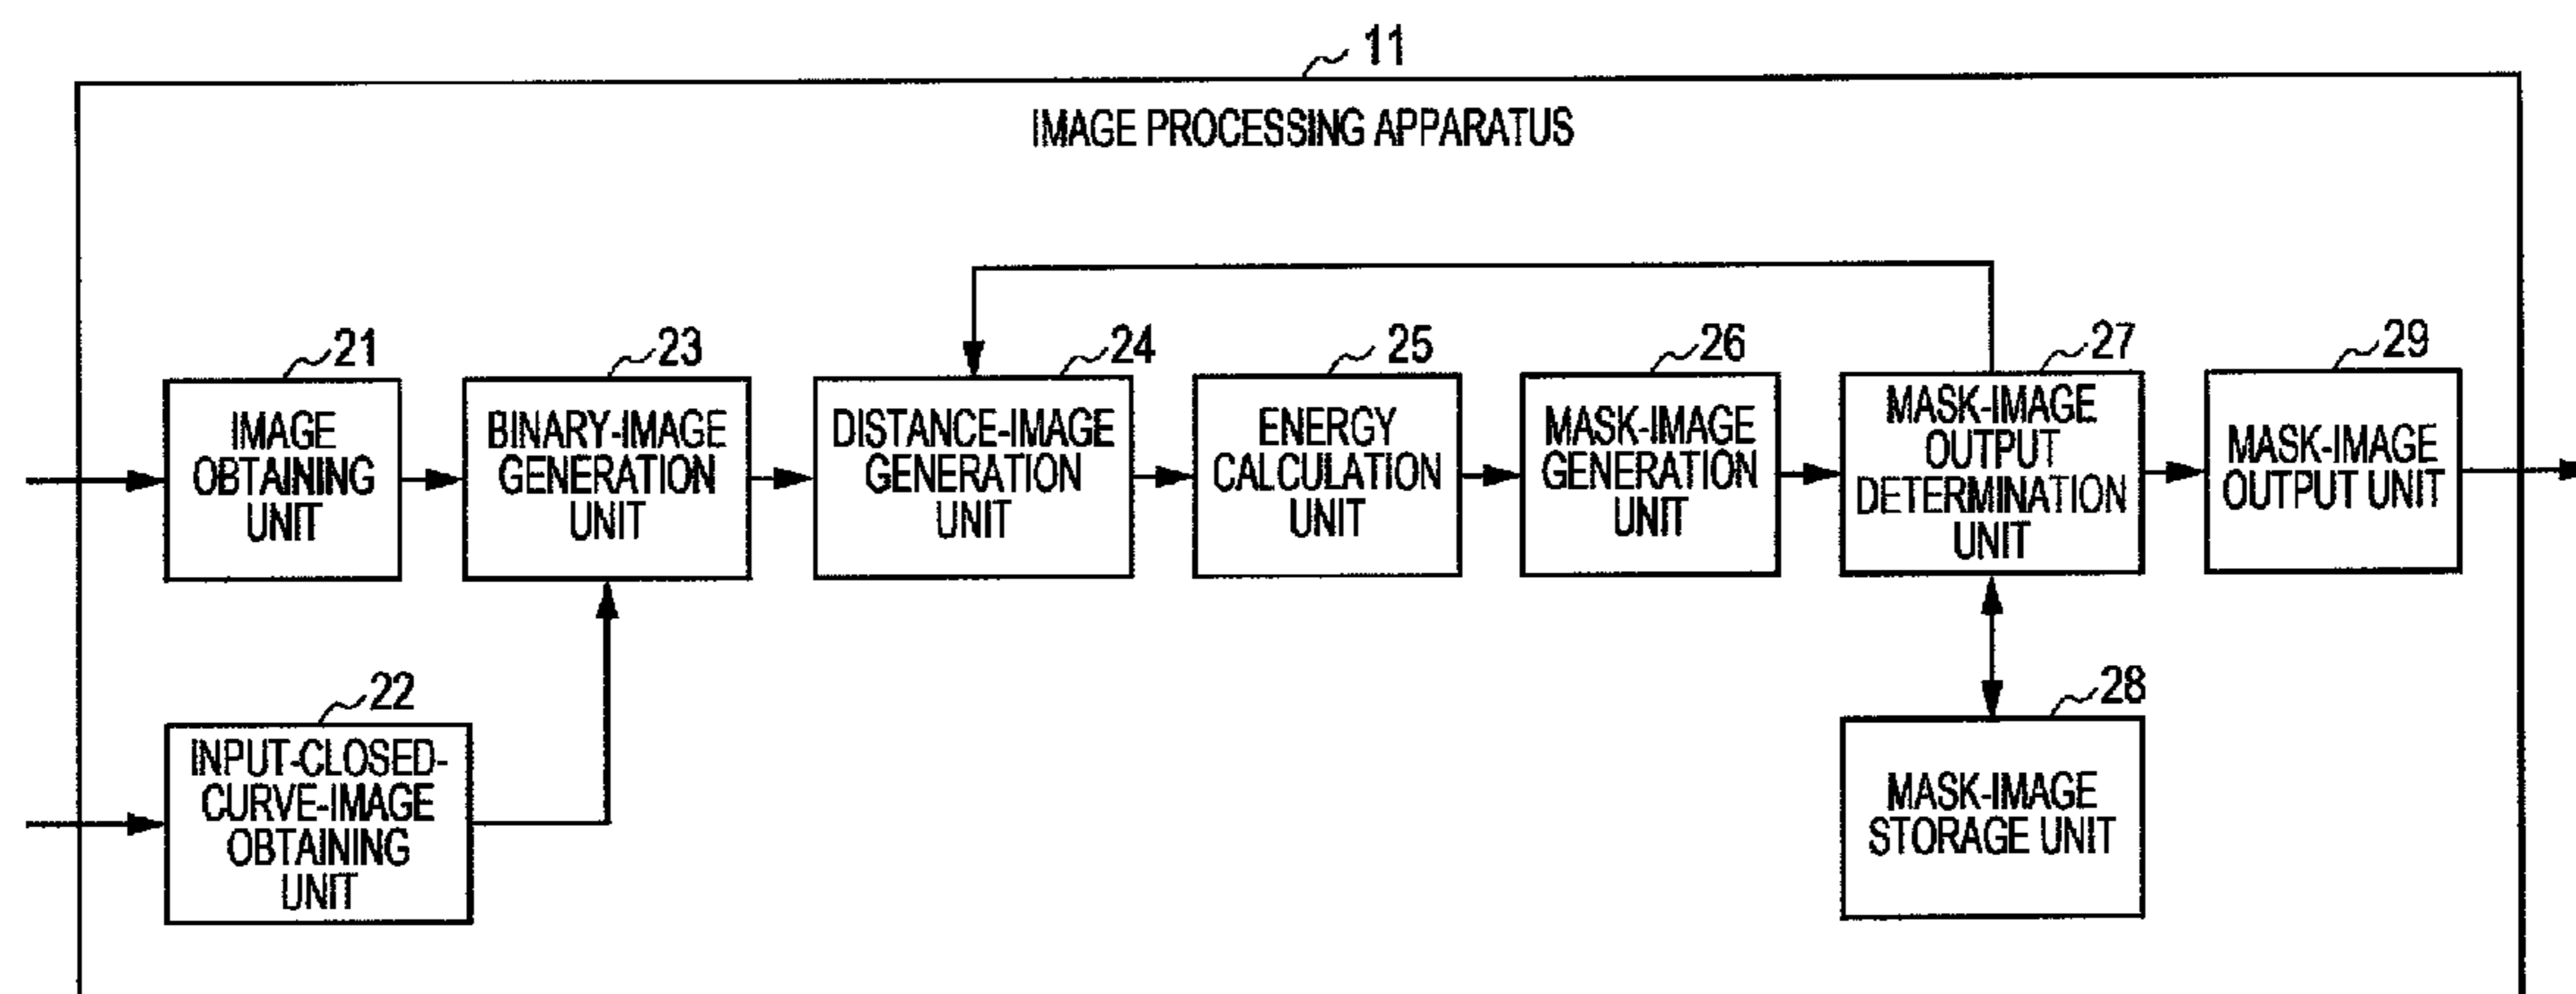 11
IMAGE PROCESSING APPARATUS
21
IMAGE
OBTAINING
UNIT
23
BINARY-IMAGE
GENERATION
UNIT
24
DISTANCE-IMAGE
GENERATION
UNIT
25
ENERGY
CALCULATION
UNIT
26
MASK-IMAGE
GENERATION
UNIT
27
MASK-IMAGE
OUTPUT
DETERMINATION
UNIT
29
MASK-IMAGE
OUTPUT UNIT
22
INPUT-CLOSED-
CURVE-IMAGE
OBTAINING
UNIT
28
MASK-IMAGE
STORAGE UNIT